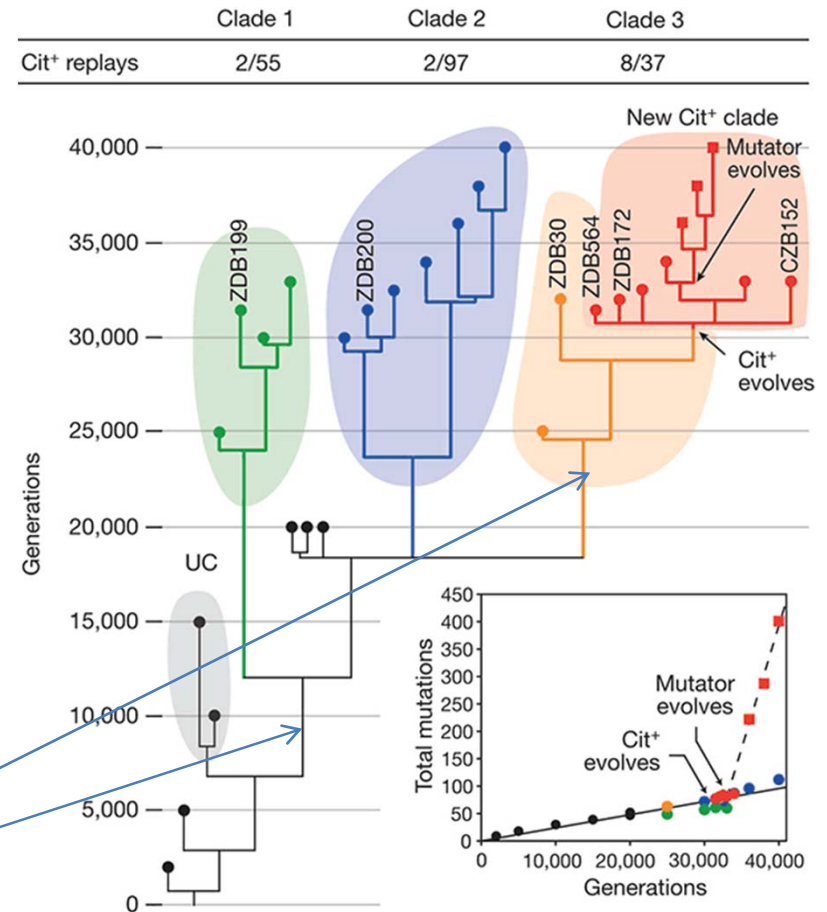 Clade 1 Clade 2 Clade 3
Cit⁺ replays 2/55 2/97 8/37
New Cit⁺ clade
40,000
Mutator
evolves
ZDB199
ZDB200
ZDB30
ZDB564
ZDB172
CZB152
35,000
30,000
Cit⁺
evolves
25,000
20,000
Generations
UC
15,000
10,000
5,000
0
450
400
350
300
250
200
150
100
50
0
Total mutations
Mutator
evolves
Cit⁺
evolves
0 10,000 20,000 30,000 40,000
Generations